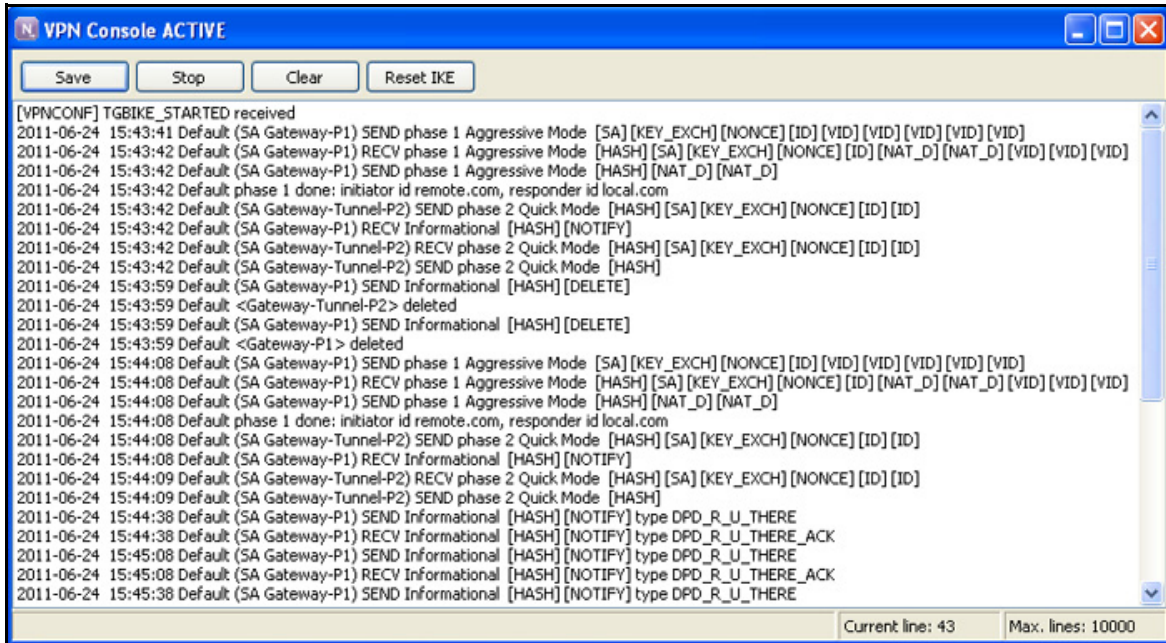 N VPN Console ACTIVE
Save Stop Clear Reset IKE
[VPNCONF] TGBIKE_STARTED received
2011-06-24 15:43:41 Default (SA Gateway-P1) SEND phase 1 Aggressive Mode [SA] [KEY_EXCH] [NONCE] [ID] [VID] [VID] [VID] [VID] [VID]
2011-06-24 15:43:42 Default (SA Gateway-P1) RECV phase 1 Aggressive Mode [HASH] [SA] [KEY_EXCH] [NONCE] [ID] [NAT_D] [NAT_D] [VID] [VID] [VID]
2011-06-24 15:43:42 Default (SA Gateway-P1) SEND phase 1 Aggressive Mode [HASH] [NAT_D] [NAT_D]
2011-06-24 15:43:42 Default phase 1 done: initiator id remote.com, responder id local.com
2011-06-24 15:43:42 Default (SA Gateway-Tunnel-P2) SEND phase 2 Quick Mode [HASH] [SA] [KEY_EXCH] [NONCE] [ID] [ID]
2011-06-24 15:43:42 Default (SA Gateway-P1) RECV Informational [HASH] [NOTIFY]
2011-06-24 15:43:42 Default (SA Gateway-Tunnel-P2) RECV phase 2 Quick Mode [HASH] [SA] [KEY_EXCH] [NONCE] [ID] [ID]
2011-06-24 15:43:42 Default (SA Gateway-Tunnel-P2) SEND phase 2 Quick Mode [HASH]
2011-06-24 15:43:59 Default (SA Gateway-P1) SEND Informational [HASH] [DELETE]
2011-06-24 15:43:59 Default <Gateway-Tunnel-P2> deleted
2011-06-24 15:43:59 Default (SA Gateway-P1) SEND Informational [HASH] [DELETE]
2011-06-24 15:43:59 Default <Gateway-P1> deleted
2011-06-24 15:44:08 Default (SA Gateway-P1) SEND phase 1 Aggressive Mode [SA] [KEY_EXCH] [NONCE] [ID] [VID] [VID] [VID] [VID] [VID]
2011-06-24 15:44:08 Default (SA Gateway-P1) RECV phase 1 Aggressive Mode [HASH] [SA] [KEY_EXCH] [NONCE] [ID] [NAT_D] [NAT_D] [VID] [VID] [VID]
2011-06-24 15:44:08 Default (SA Gateway-P1) SEND phase 1 Aggressive Mode [HASH] [NAT_D] [NAT_D]
2011-06-24 15:44:08 Default phase 1 done: initiator id remote.com, responder id local.com
2011-06-24 15:44:08 Default (SA Gateway-Tunnel-P2) SEND phase 2 Quick Mode [HASH] [SA] [KEY_EXCH] [NONCE] [ID] [ID]
2011-06-24 15:44:08 Default (SA Gateway-P1) RECV Informational [HASH] [NOTIFY]
2011-06-24 15:44:09 Default (SA Gateway-Tunnel-P2) RECV phase 2 Quick Mode [HASH] [SA] [KEY_EXCH] [NONCE] [ID] [ID]
2011-06-24 15:44:09 Default (SA Gateway-Tunnel-P2) SEND phase 2 Quick Mode [HASH]
2011-06-24 15:44:38 Default (SA Gateway-P1) SEND Informational [HASH] [NOTIFY] type DPD_R_U_THERE
2011-06-24 15:44:38 Default (SA Gateway-P1) RECV Informational [HASH] [NOTIFY] type DPD_R_U_THERE_ACK
2011-06-24 15:45:08 Default (SA Gateway-P1) SEND Informational [HASH] [NOTIFY] type DPD_R_U_THERE
2011-06-24 15:45:08 Default (SA Gateway-P1) RECV Informational [HASH] [NOTIFY] type DPD_R_U_THERE_ACK
2011-06-24 15:45:38 Default (SA Gateway-P1) SEND Informational [HASH] [NOTIFY] type DPD_R_U_THERE
Current line: 43 Max. lines: 10000